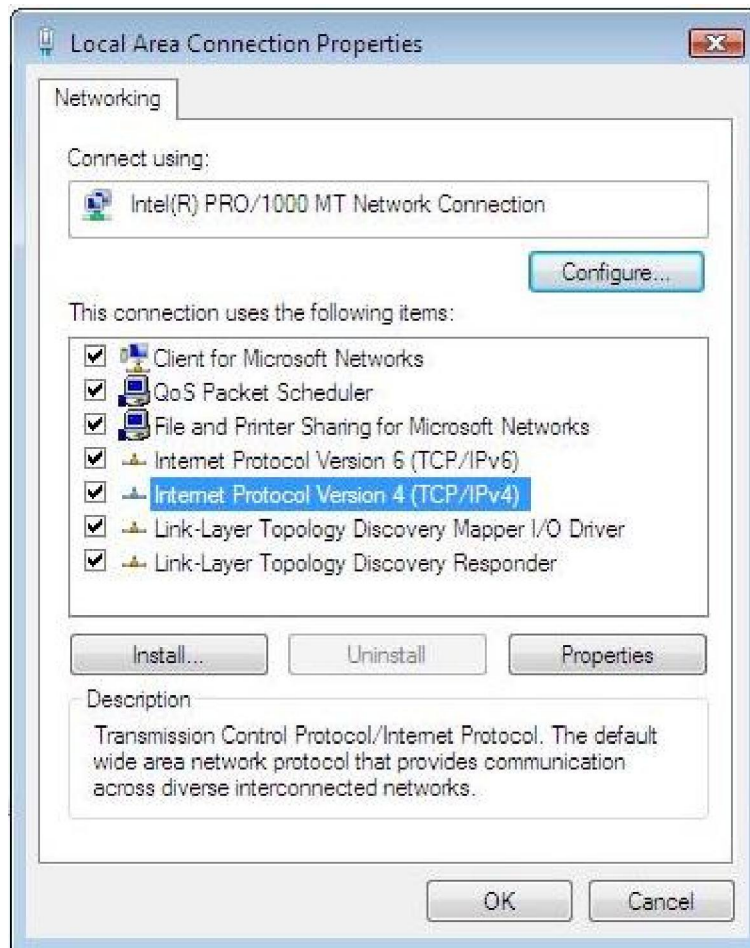 Local Area Connection Properties
Networking
Connect using:
Intel(R) PRO/1000 MT Network Connection
Configure...
This connection uses the following items:
Client for Microsoft Networks
QoS Packet Scheduler
File and Printer Sharing for Microsoft Networks
Internet Protocol Version 6 (TCP/IPv6)
Internet Protocol Version 4 (TCP/IPv4)
Link-Layer Topology Discovery Mapper I/O Driver
Link-Layer Topology Discovery Responder
Install... Uninstall Properties
Description
Transmission Control Protocol/Internet Protocol. The default
wide area network protocol that provides communication
across diverse interconnected networks.
OK Cancel